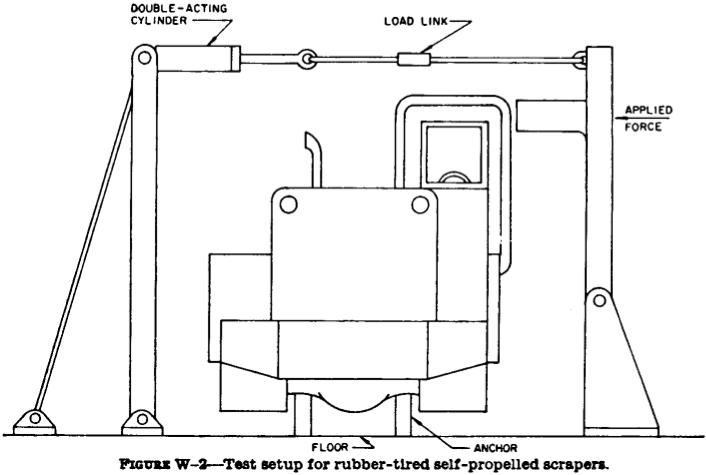 DOUBLE-ACTING
CYLINDER
LOAD LINK
APPLIED
FORCE
FLOOR
ANCHOR
FIGURE W-2—Test setup for rubber-tired self-propelled scrapers.